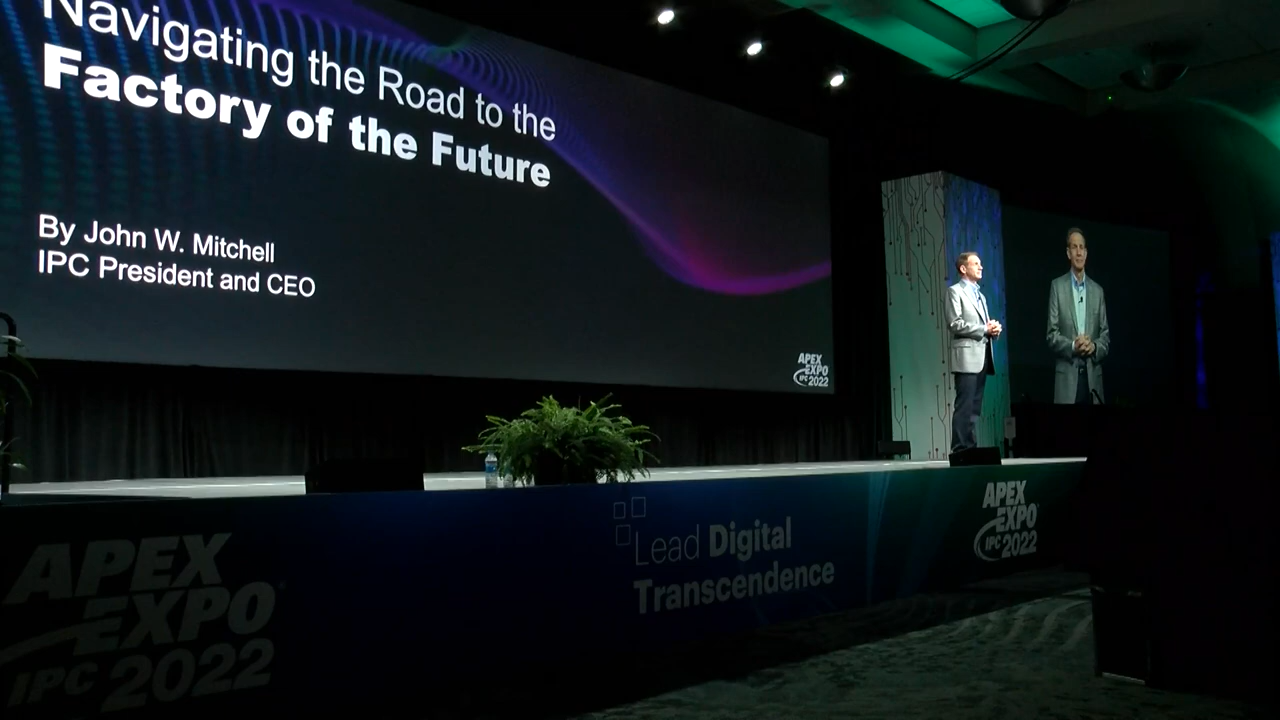 Navigating the Road to the
Factory of the Future
By John W. Mitchell
IPC President and CEO
APEX
EXPO
IPC 2022
Lead Digital
Transcendence
APEX
EXPO
IPC 2022
APEX
EXPO
IPC 2022